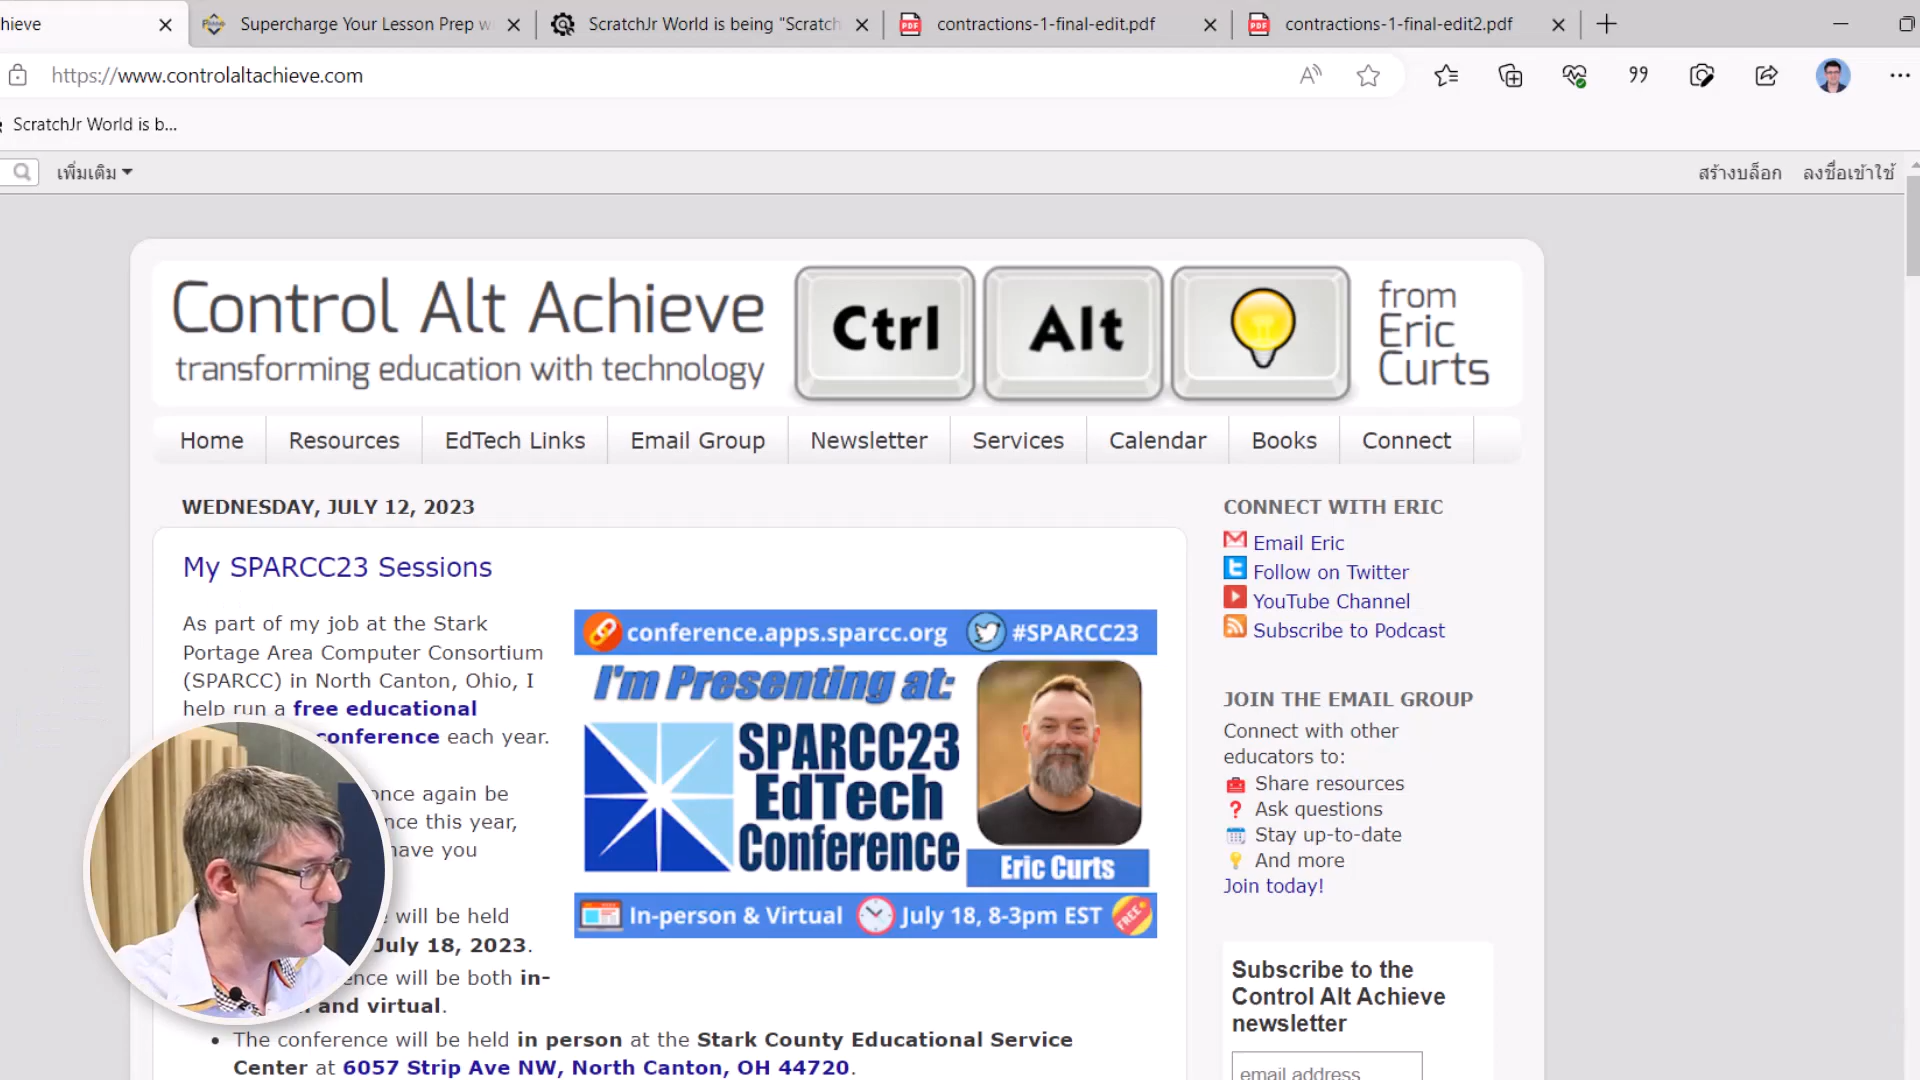 hieve
Supercharge Your Lesson Prep w
ScratchJr World is being "Scratch
PDF
contractions-1-final-edit.pdf
PDF
contractions-1-final-edit2.pdf
https://www.controlaltachieve.com
ScratchJr World is b...
เพิ่มเติม
สร้างบล็อก
ลงชื่อเข้าใช้
Control Alt Achieve
transforming education with technology
Ctrl
Alt
from
Eric
Curts
Home
Resources
EdTech Links
Email Group
Newsletter
Services
Calendar
Books
Connect
WEDNESDAY, JULY 12, 2023
My SPARCC23 Sessions
As part of my job at the Stark
Portage Area Computer Consortium
(SPARCC) in North Canton, Ohio, I
help run a free educational
conference each year.
once again be
nce this year,
have you
will be held
July 18, 2023.
ence will be both in-
and virtual.
The conference will be held in person at the Stark County Educational Service
Center at 6057 Strip Ave NW, North Canton, OH 44720.
conference.apps.sparcc.org
#SPARCC23
I'm Presenting at:
SPARCC23
EdTech
Conference
Eric Curts
In-person & Virtual
July 18, 8-3pm EST
FREE
CONNECT WITH ERIC
Email Eric
Follow on Twitter
YouTube Channel
Subscribe to Podcast
JOIN THE EMAIL GROUP
Connect with other
educators to:
Share resources
Ask questions
Stay up-to-date
And more
Join today!
Subscribe to the
Control Alt Achieve
newsletter
email address